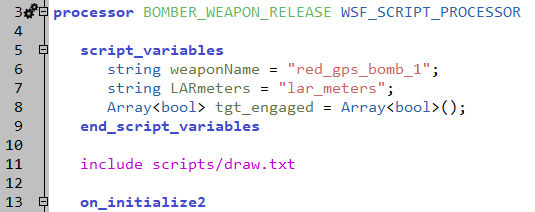 3 processor BOMBER_WEAPON_RELEASE WSF_SCRIPT_PROCESSOR
4
5 script_variables
6 string weaponName = "red_gps_bomb_1";
7 string LARmeters = "lar_meters";
8 Array<bool> tgt_engaged = Array<bool>();
9 end_script_variables
10
11 include scripts/draw.txt
12
13 on_initialize2